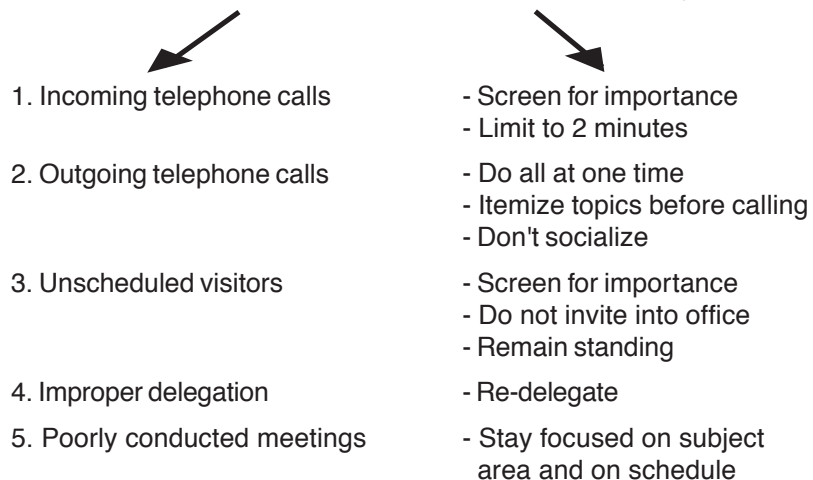 1. Incoming telephone calls
- Screen for importance
- Limit to 2 minutes
2. Outgoing telephone calls
- Do all at one time
- Itemize topics before calling
- Don't socialize
3. Unscheduled visitors
- Screen for importance
- Do not invite into office
- Remain standing
4. Improper delegation
- Re-delegate
5. Poorly conducted meetings
- Stay focused on subject
area and on schedule